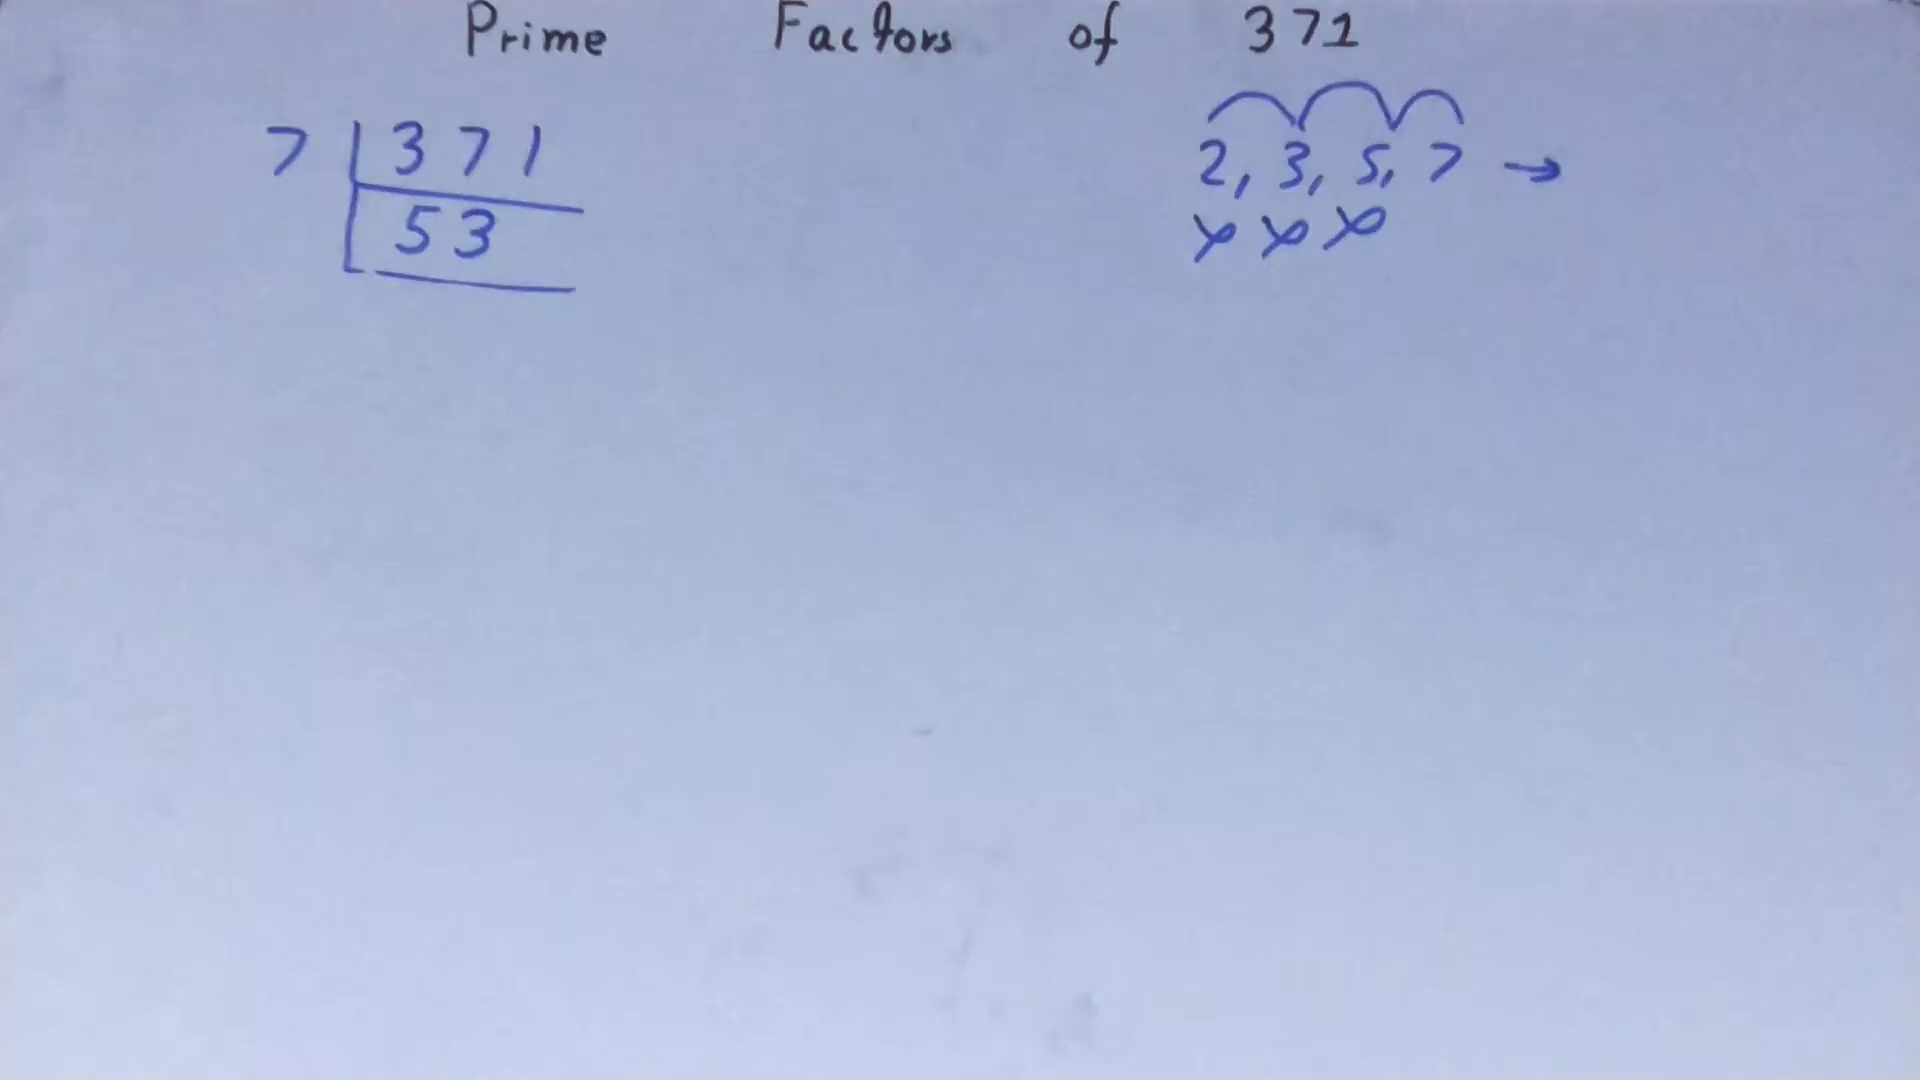 Prime Factors of 371
7 | 371
53
2, 3, 5, 7 →
x x x